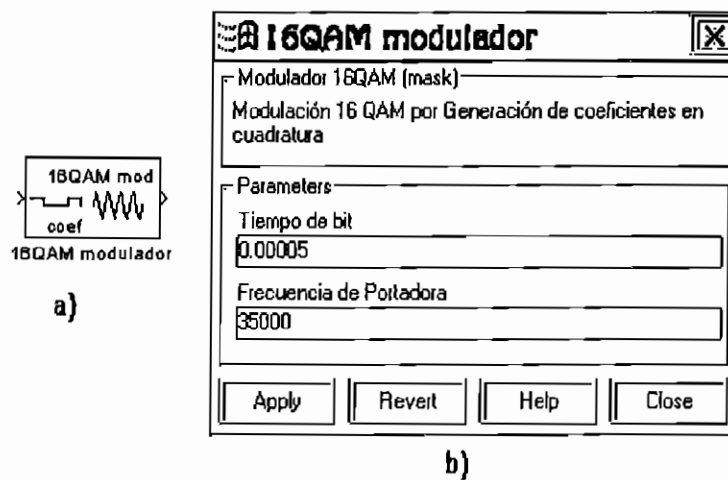 16QAM mod
coef
16QAM modulador
a)
16QAM modulador
Modulador 16QAM (mask)
Modulación 16 QAM por Generación de coeficientes en
cuadratura
Parameters
Tiempo de bit
0.00005
Frecuencia de Portadora
35000
Apply Revert Help Close
b)